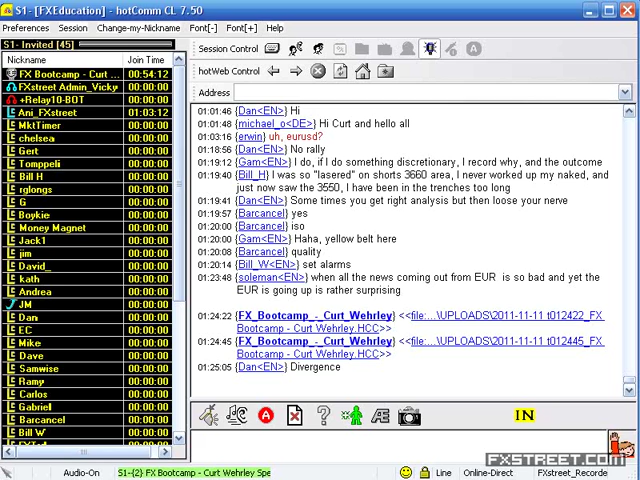 S1- [FXEducation] - hotComm CL 7.50
Preferences Session Change-my-Nickname Font[-] Font[+] Help
S1- Invited [45]
Nickname Join Time
FX Bootcamp - Curt ... 00:54:12
FXstreet Admin_Vicky 00:00:00
+Relay10-BOT 00:00:00
Ani_FXstreet 01:03:12
MktTimer 00:00:00
chelsea 00:00:00
Gert 00:00:00
Tomppeli 00:00:00
Bill H 00:00:00
rglongs 00:00:00
G 00:00:00
Boykie 00:00:00
Money Magnet 00:00:00
Jack1 00:00:00
jim 00:00:00
David_ 00:00:00
kath 00:00:00
Andrea 00:00:00
JM 00:00:00
Dan 00:00:00
EC 00:00:00
Mike 00:00:00
Dave 00:00:00
Samwise 00:00:00
Ramy 00:00:00
Carlos 00:00:00
Gabriel 00:00:00
Barcancel 00:00:00
Bill W 00:00:00
Session Control
hotWeb Control
Address
01:01:46 {Dan<EN>} Hi
01:01:48 {michael_o<DE>} Hi Curt and hello all
01:03:16 {erwin} uh, eurusd?
01:18:56 {Dan<EN>} No rally
01:19:12 {Gam<EN>} I do, if I do something discretionary, I record why, and the outcome
01:19:40 {Bill_H} I was so "lasered" on shorts 3660 area, I never worked up my naked, and
just now saw the 3550, I have been in the trenches too long
01:19:41 {Dan<EN>} Some times you get right analysis but then loose your nerve
01:19:57 {Barcancel} yes
01:20:00 {Barcancel} iso
01:20:00 {Gam<EN>} Haha, yellow belt here
01:20:08 {Barcancel} quality
01:20:14 {Bill_W<EN>} set alarms
01:23:48 {soleman<EN>} when all the news coming out from EUR is so bad and yet the
EUR is going up is rather surprising
01:24:22 {FX_Bootcamp_-_Curt_Wehrley} <<file:...\UPLOADS\2011-11-11 t012422_FX
Bootcamp - Curt Wehrley.HCC>>
01:24:45 {FX_Bootcamp_-_Curt_Wehrley} <<file:...\UPLOADS\2011-11-11 t012445_FX
Bootcamp - Curt Wehrley.HCC>>
01:25:05 {Dan<EN>} Divergence
IN
FXSTREET.COM
Audio-On S1-{2} FX Bootcamp - Curt Wehrley Spe Line Online-Direct FXstreet_Recorde